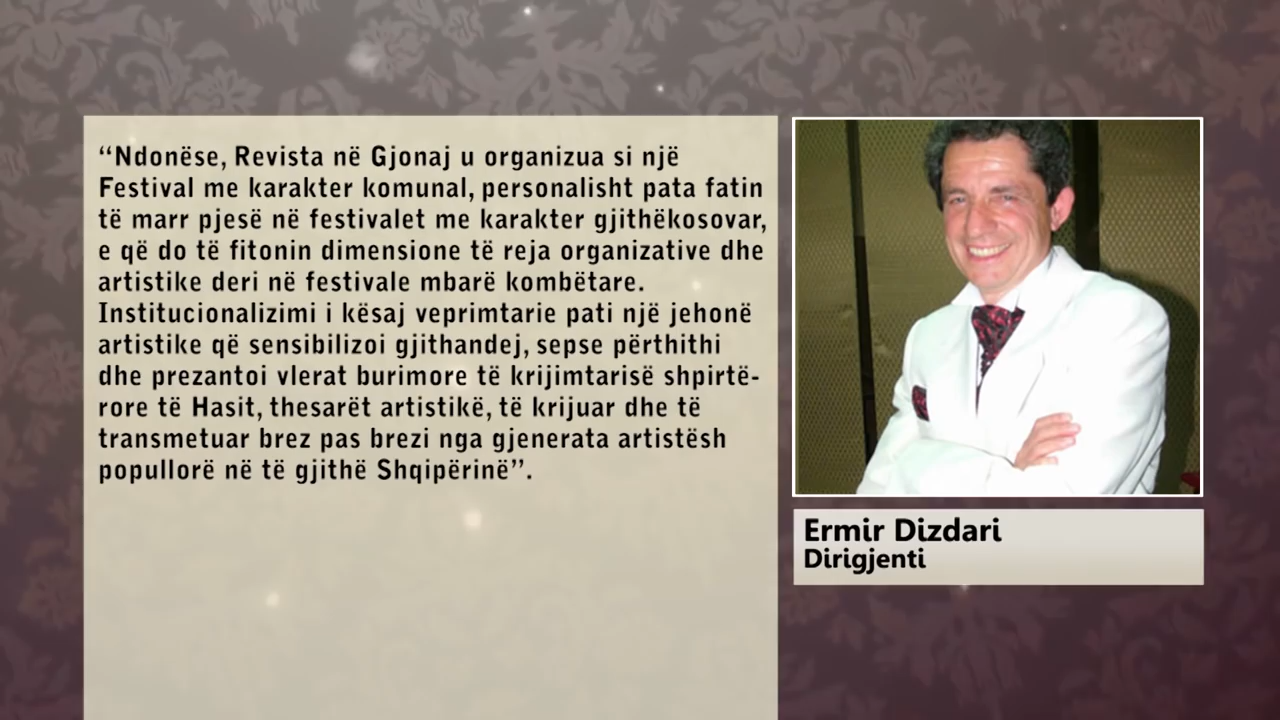 “Ndonëse, Revista në Gjonaj u organizua si një
Festival me karakter komunal, personalisht pata fatin
të marr pjesë në festivalet me karakter gjithëkosovar,
e që do të fitonin dimensione të reja organizative dhe
artistike deri në festivale mbarë kombëtare.
Institucionalizimi i kësaj veprimtarie pati një jehonë
artistike që sensibilizoi gjithandej, sepse përthithi
dhe prezantoi vlerat burimore të krijimtarisë shpirtë-
rore të Hasit, thesarët artistikë, të krijuar dhe të
transmetuar brez pas brezi nga gjenerata artistësh
popullorë në të gjithë Shqipërinë”.
Ermir Dizdari
Dirigjenti